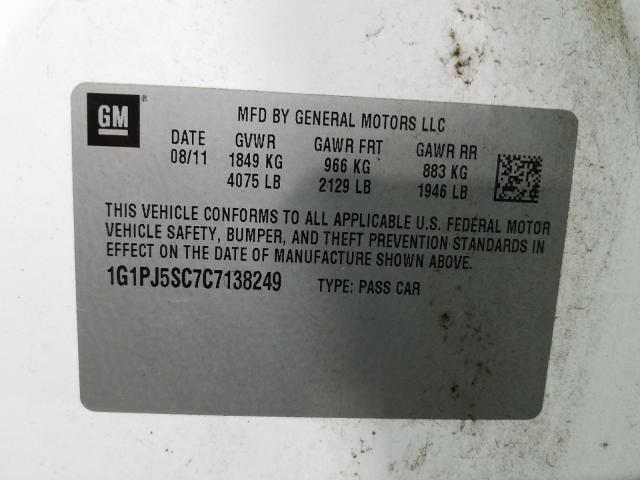 GM ®
MFD BY GENERAL MOTORS LLC
DATE GVWR GAWR FRT GAWR RR
08/11 1849 KG 966 KG 883 KG
4075 LB 2129 LB 1946 LB
THIS VEHICLE CONFORMS TO ALL APPLICABLE U.S. FEDERAL MOTOR
VEHICLE SAFETY, BUMPER, AND THEFT PREVENTION STANDARDS IN
EFFECT ON THE DATE OF MANUFACTURE SHOWN ABOVE.
1G1PJ5SC7C7138249 TYPE: PASS CAR